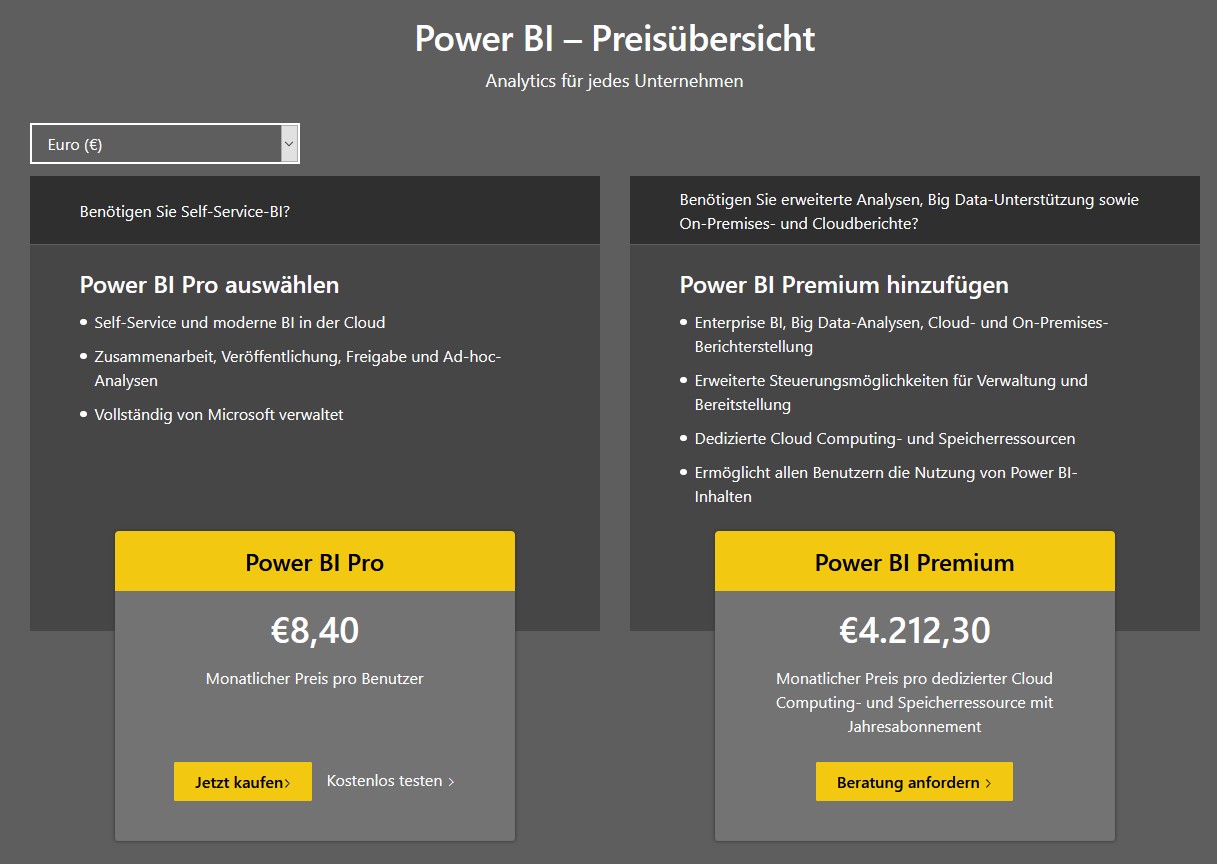 Power BI – Preisübersicht
Analytics für jedes Unternehmen
Euro (€)
Benötigen Sie Self-Service-BI?
Power BI Pro auswählen
• Self-Service und moderne BI in der Cloud
• Zusammenarbeit, Veröffentlichung, Freigabe und Ad-hoc-
Analysen
• Vollständig von Microsoft verwaltet
Power BI Pro
€8,40
Monatlicher Preis pro Benutzer
Jetzt kaufen>
Kostenlos testen >
Benötigen Sie erweiterte Analysen, Big Data-Unterstützung sowie
On-Premises- und Cloudberichte?
Power BI Premium hinzufügen
• Enterprise BI, Big Data-Analysen, Cloud- und On-Premises-
Berichterstellung
• Erweiterte Steuerungsmöglichkeiten für Verwaltung und
Bereitstellung
• Dedizierte Cloud Computing- und Speicherressourcen
• Ermöglicht allen Benutzern die Nutzung von Power BI-
Inhalten
Power BI Premium
€4.212,30
Monatlicher Preis pro dedizierter Cloud
Computing- und Speicherressource mit
Jahresabonnement
Beratung anfordern >